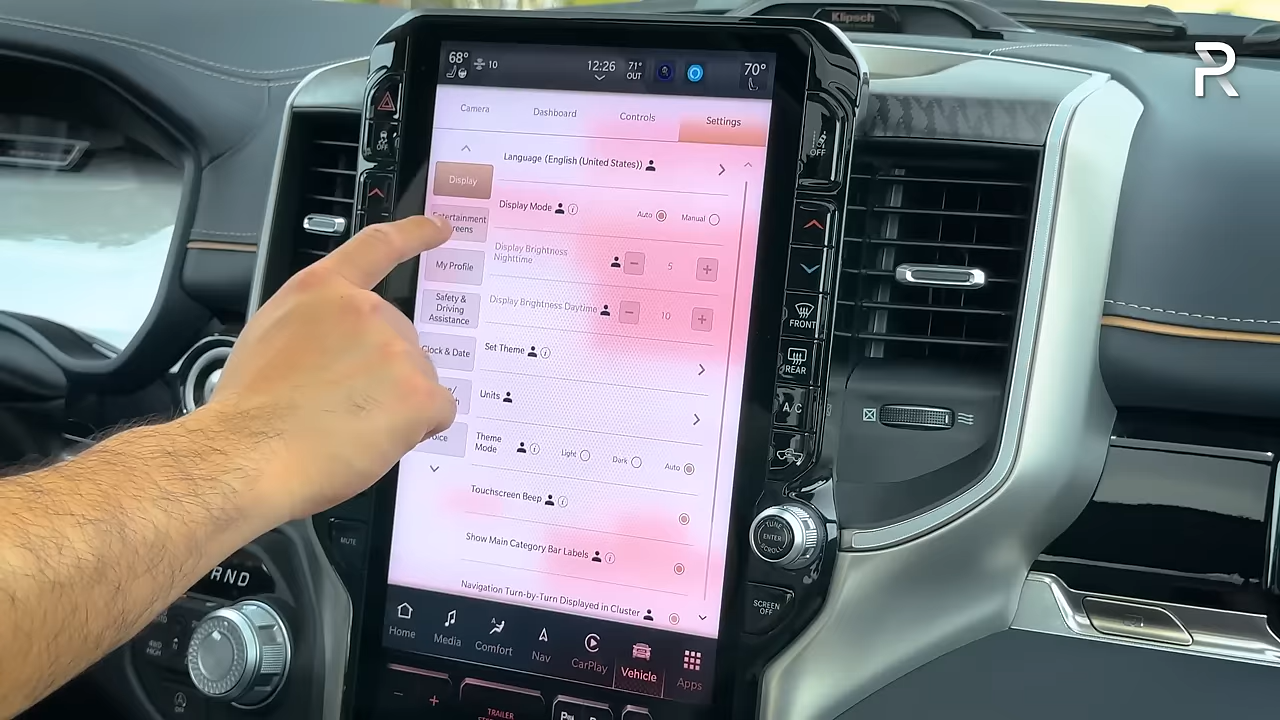 Klipsch
R
68°
10
12:26
71°
OUT
70°
Camera
Dashboard
Controls
Settings
Language (English (United States))
Display
Display Mode
Auto
Manual
Entertainment
Display Brightness
Nighttime
5
My Profile
Display Brightness Daytime
10
Safety &
Driving
Assistance
Set Theme
Clock & Date
Units
Theme
Mode
Light
Dark
Auto
Touchscreen Beep
Show Main Category Bar Labels
Navigation Turn-by-Turn Displayed in Cluster
Home
Media
Comfort
Nav
CarPlay
Vehicle
Apps
OFF
OFF
FRONT
REAR
A/C
TUNE
ENTER
SCROLL
SCREEN
OFF
MUTE
RND
4WD
HIGH
TRAILER